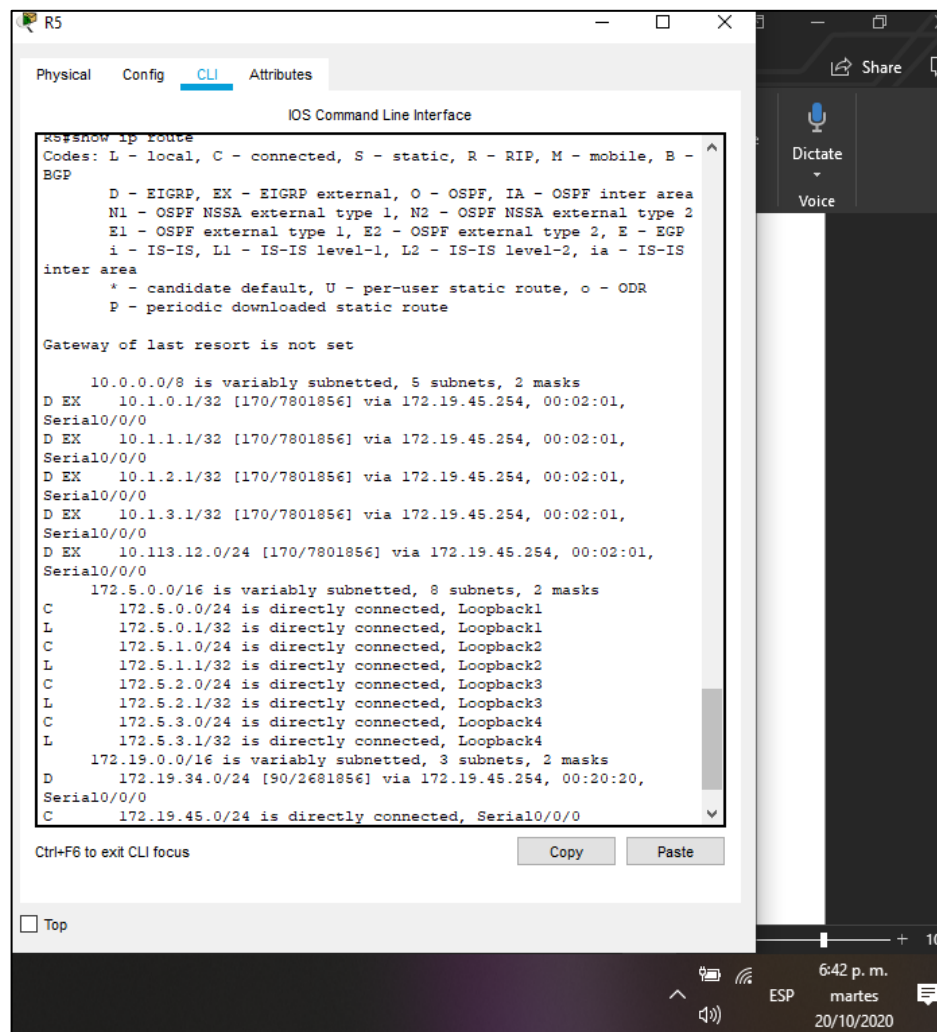 R5
Physical Config CLI Attributes
Share
IOS Command Line Interface
R5#show ip route
Codes: L - local, C - connected, S - static, R - RIP, M - mobile, B -
BGP
D - EIGRP, EX - EIGRP external, O - OSPF, IA - OSPF inter area
N1 - OSPF NSSA external type 1, N2 - OSPF NSSA external type 2
E1 - OSPF external type 1, E2 - OSPF external type 2, E - EGP
i - IS-IS, L1 - IS-IS level-1, L2 - IS-IS level-2, ia - IS-IS
inter area
* - candidate default, U - per-user static route, o - ODR
P - periodic downloaded static route
Gateway of last resort is not set
10.0.0.0/8 is variably subnetted, 5 subnets, 2 masks
D EX 10.1.0.1/32 [170/7801856] via 172.19.45.254, 00:02:01,
Serial0/0/0
D EX 10.1.1.1/32 [170/7801856] via 172.19.45.254, 00:02:01,
Serial0/0/0
D EX 10.1.2.1/32 [170/7801856] via 172.19.45.254, 00:02:01,
Serial0/0/0
D EX 10.1.3.1/32 [170/7801856] via 172.19.45.254, 00:02:01,
Serial0/0/0
D EX 10.113.12.0/24 [170/7801856] via 172.19.45.254, 00:02:01,
Serial0/0/0
172.5.0.0/16 is variably subnetted, 8 subnets, 2 masks
C 172.5.0.0/24 is directly connected, Loopback1
L 172.5.0.1/32 is directly connected, Loopback1
C 172.5.1.0/24 is directly connected, Loopback2
L 172.5.1.1/32 is directly connected, Loopback2
C 172.5.2.0/24 is directly connected, Loopback3
L 172.5.2.1/32 is directly connected, Loopback3
C 172.5.3.0/24 is directly connected, Loopback4
L 172.5.3.1/32 is directly connected, Loopback4
172.19.0.0/16 is variably subnetted, 3 subnets, 2 masks
D 172.19.34.0/24 [90/2681856] via 172.19.45.254, 00:20:20,
Serial0/0/0
C 172.19.45.0/24 is directly connected, Serial0/0/0
Ctrl+F6 to exit CLI focus
Copy Paste
Top
Dictate
Voice
10
ESP
6:42 p. m.
martes
20/10/2020